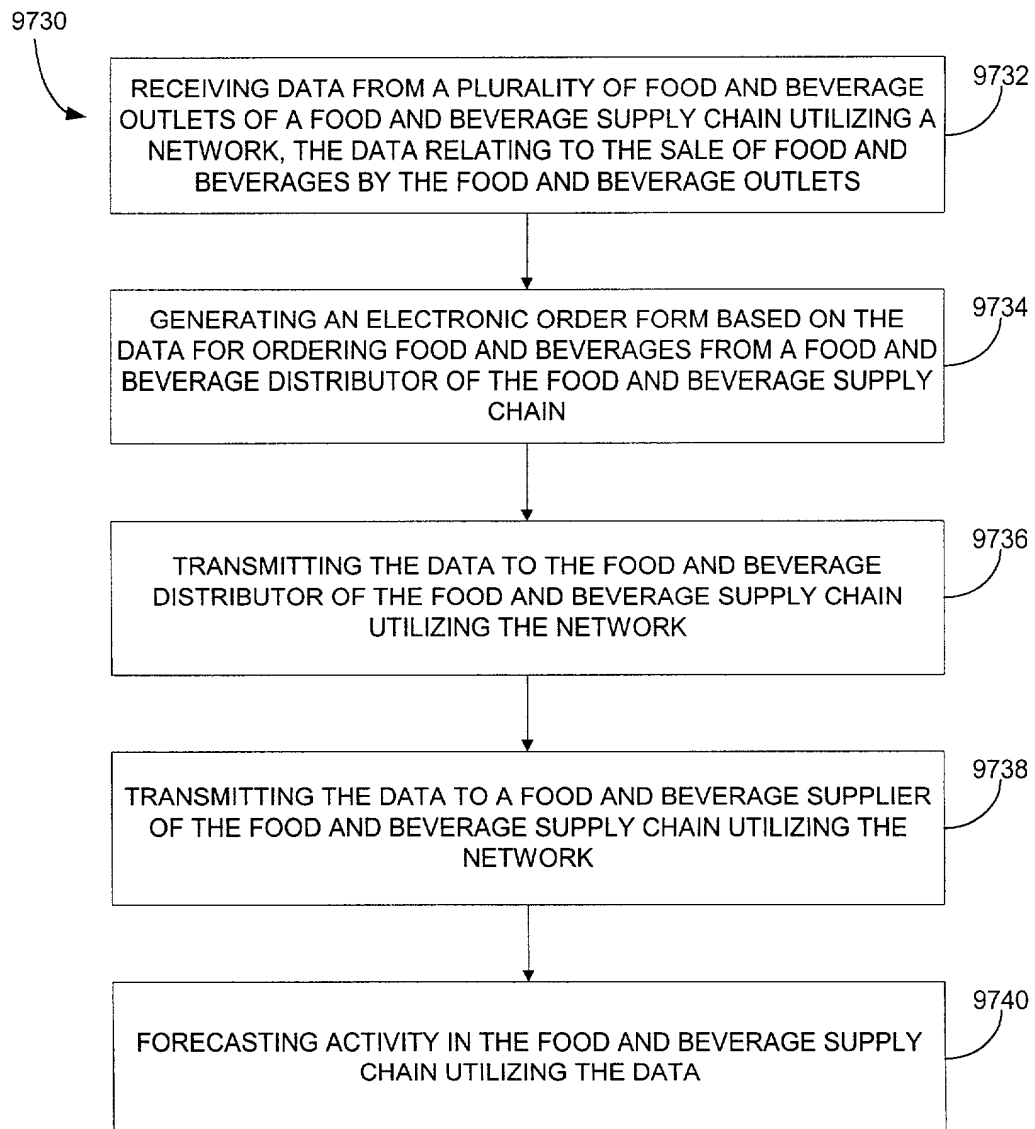 9730
RECEIVING DATA FROM A PLURALITY OF FOOD AND BEVERAGE
OUTLETS OF A FOOD AND BEVERAGE SUPPLY CHAIN UTILIZING A
NETWORK, THE DATA RELATING TO THE SALE OF FOOD AND
BEVERAGES BY THE FOOD AND BEVERAGE OUTLETS
9732
GENERATING AN ELECTRONIC ORDER FORM BASED ON THE
DATA FOR ORDERING FOOD AND BEVERAGES FROM A FOOD AND
BEVERAGE DISTRIBUTOR OF THE FOOD AND BEVERAGE SUPPLY
CHAIN
9734
TRANSMITTING THE DATA TO THE FOOD AND BEVERAGE
DISTRIBUTOR OF THE FOOD AND BEVERAGE SUPPLY CHAIN
UTILIZING THE NETWORK
9736
TRANSMITTING THE DATA TO A FOOD AND BEVERAGE SUPPLIER
OF THE FOOD AND BEVERAGE SUPPLY CHAIN UTILIZING THE
NETWORK
9738
FORECASTING ACTIVITY IN THE FOOD AND BEVERAGE SUPPLY
CHAIN UTILIZING THE DATA
9740